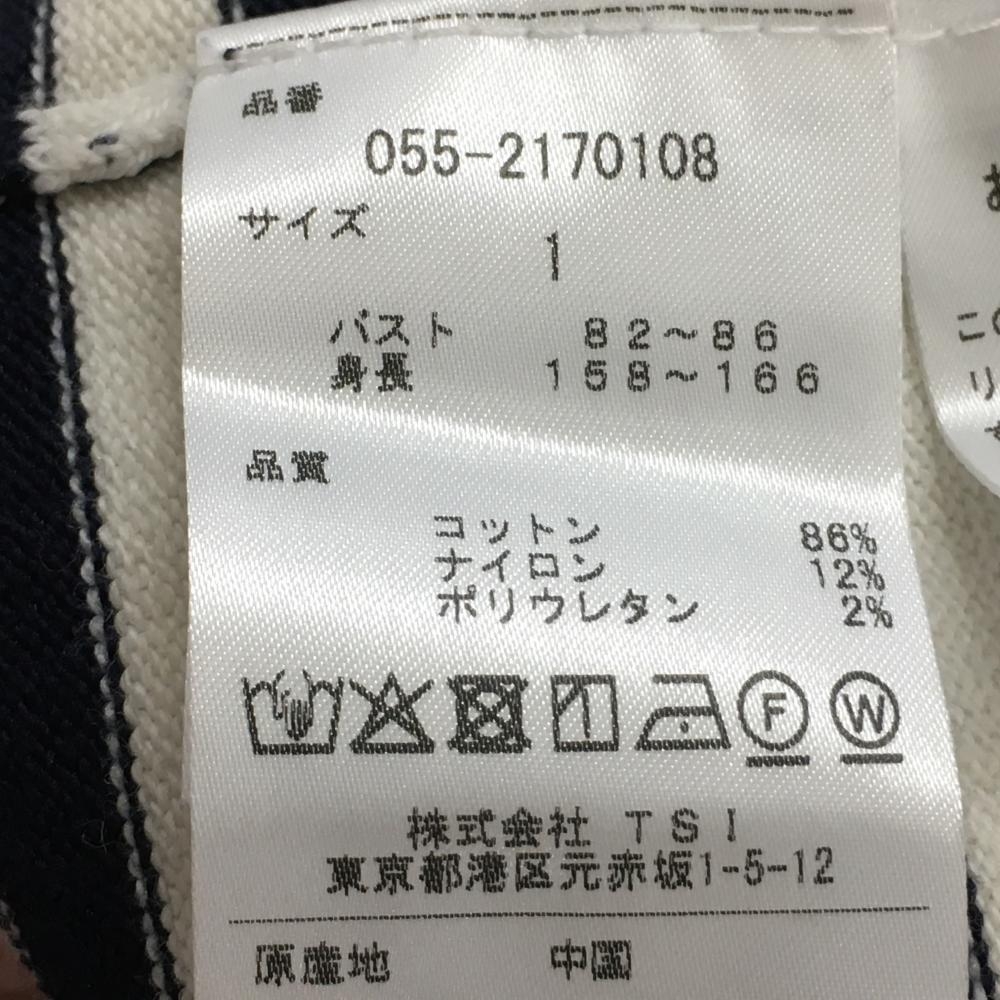 品番
055-2170108
サイズ
1
バスト 82～86
身長 158～166
品質
コットン 86%
ナイロン 12%
ポリウレタン 2%
F W
株式会社 TSI
東京都港区元赤坂1-5-12
原産地 中国
こ
リ